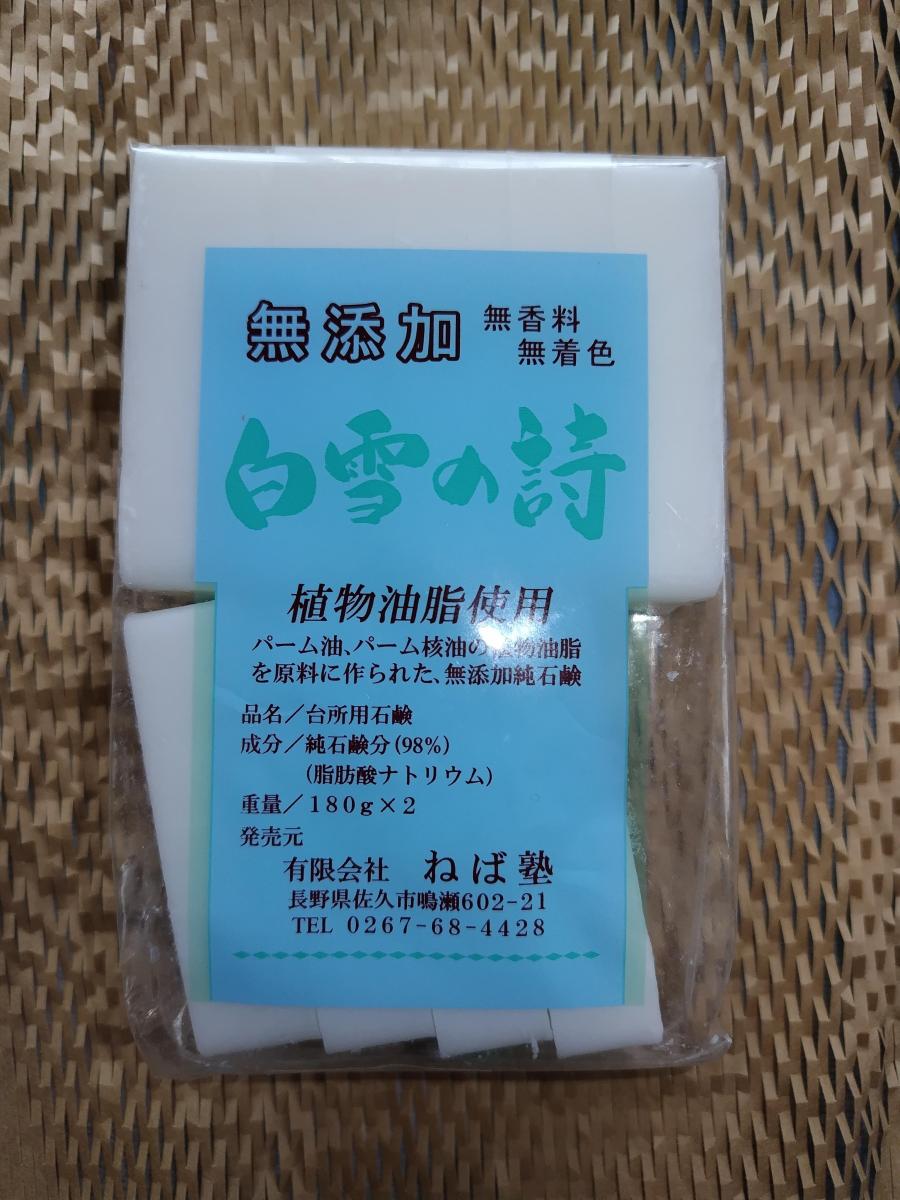 無添加 無香料
無着色
白雪の詩
植物油脂使用
パーム油、パーム核油の植物油脂
を原料に作られた、無添加純石鹸
品名／台所用石鹸
成分／純石鹸分(98%)
(脂肪酸ナトリウム)
重量／180g×2
発売元
有限会社 ねば塾
長野県佐久市鳴瀬602-21
TEL 0267-68-4428